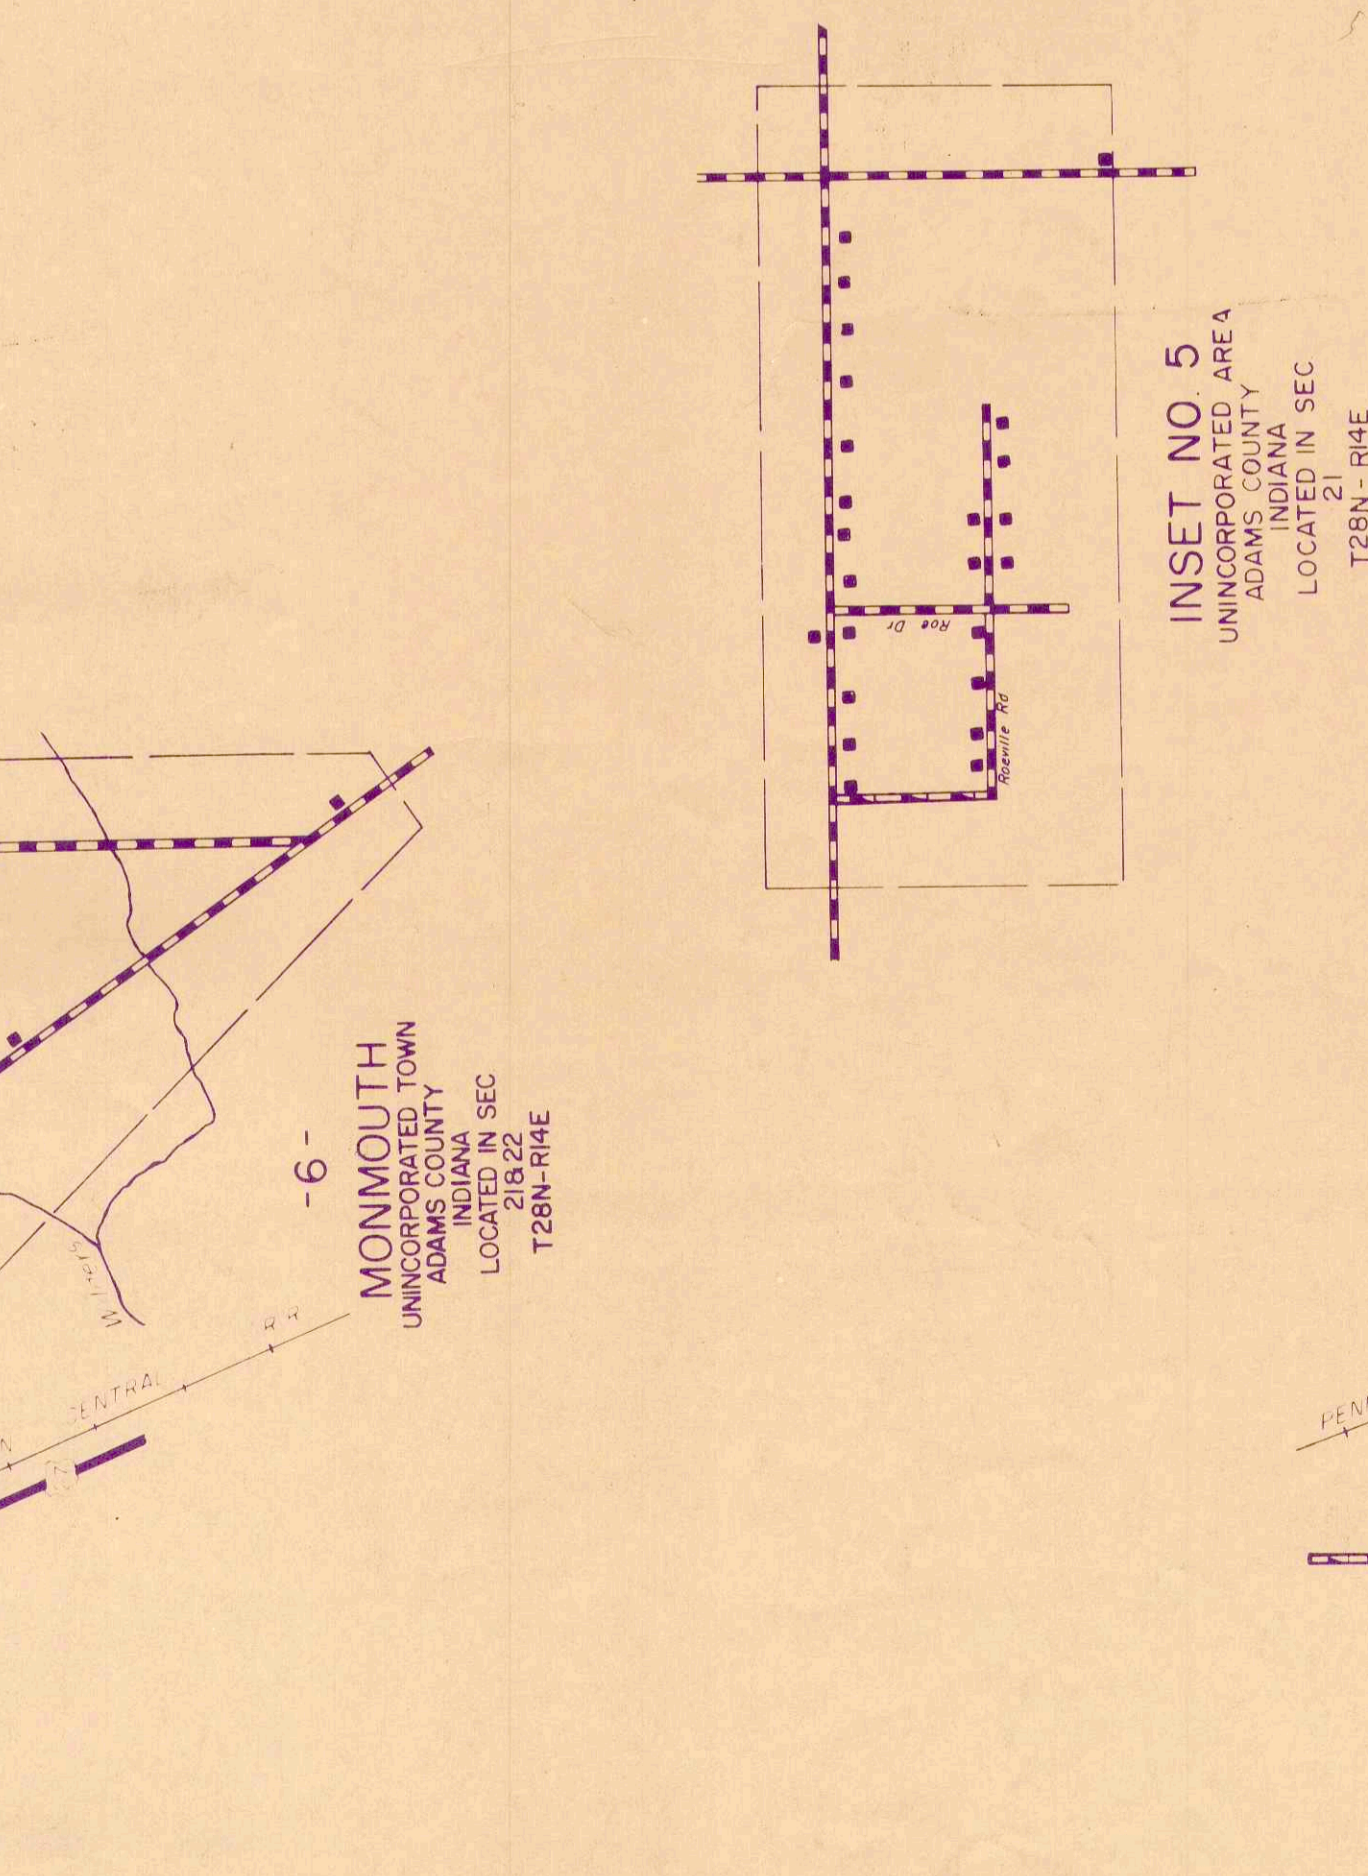 INSET NO. 5
UNINCORPORATED AREA
ADAMS COUNTY
INDIANA
LOCATED IN SEC
21
T28N-R14E
Roe Dr
Roeville Rd
-6-
MONMOUTH
UNINCORPORATED TOWN
ADAMS COUNTY
INDIANA
LOCATED IN SEC
21&22
T28N-R14E
CENTRAL
RR